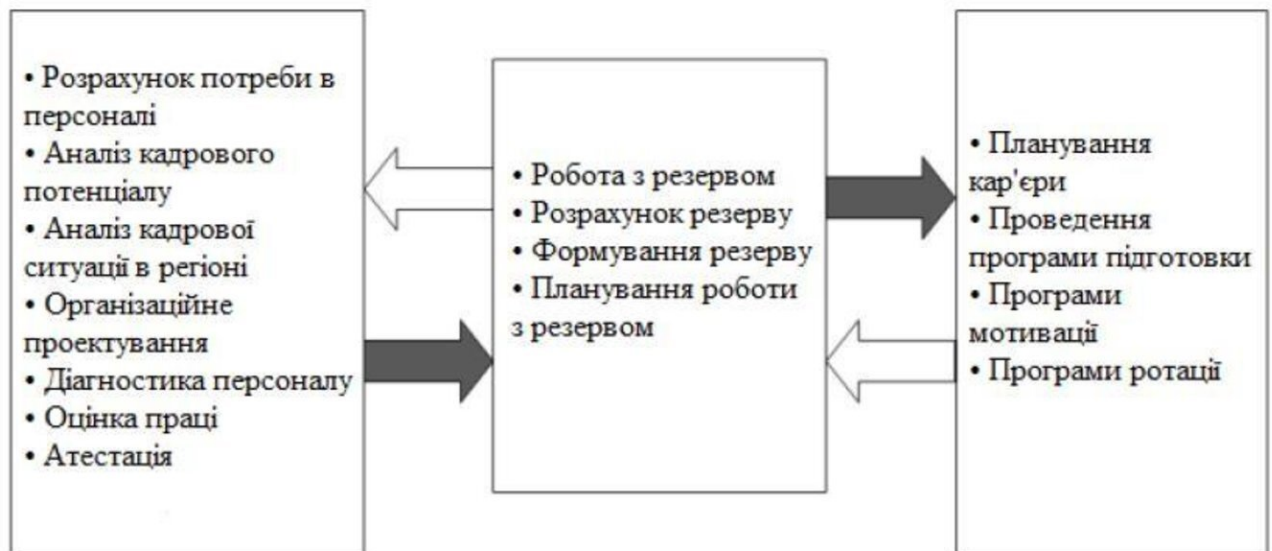 • Розрахунок потреби в
персоналі
• Аналіз кадрового
потенціалу
• Аналіз кадрової
ситуації в регіоні
• Організаційне
проектування
• Діагностика персоналу
• Оцінка праці
• Атестація
• Робота з резервом
• Розрахунок резерву
• Формування резерву
• Планування роботи
з резервом
• Планування
кар'єри
• Проведення
програми підготовки
• Програми
мотивації
• Програми ротації